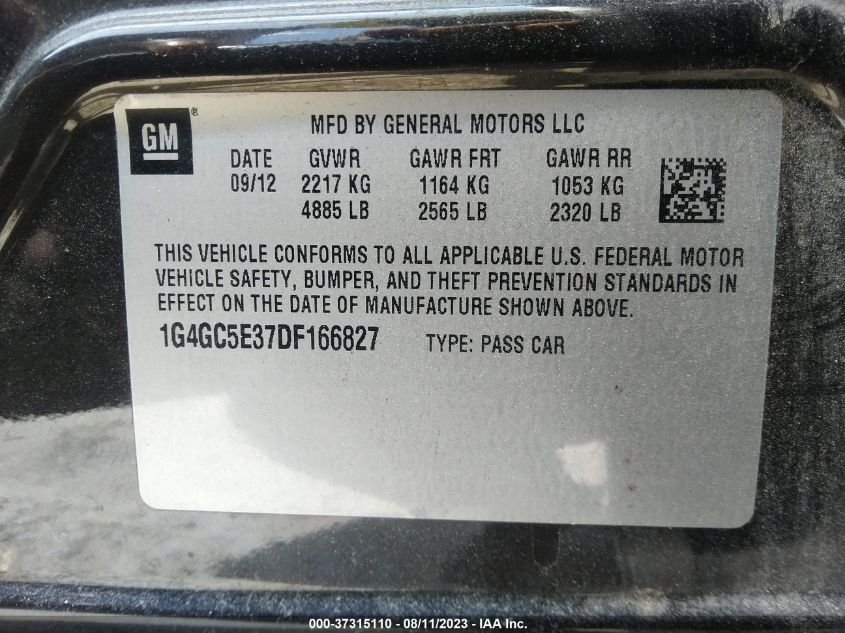 GM®
MFD BY GENERAL MOTORS LLC
DATE GVWR GAWR FRT GAWR RR
09/12 2217 KG 1164 KG 1053 KG
4885 LB 2565 LB 2320 LB
THIS VEHICLE CONFORMS TO ALL APPLICABLE U.S. FEDERAL MOTOR
VEHICLE SAFETY, BUMPER, AND THEFT PREVENTION STANDARDS IN
EFFECT ON THE DATE OF MANUFACTURE SHOWN ABOVE.
1G4GC5E37DF166827 TYPE: PASS CAR
000-37315110 - 08/11/2023 - IAA Inc.